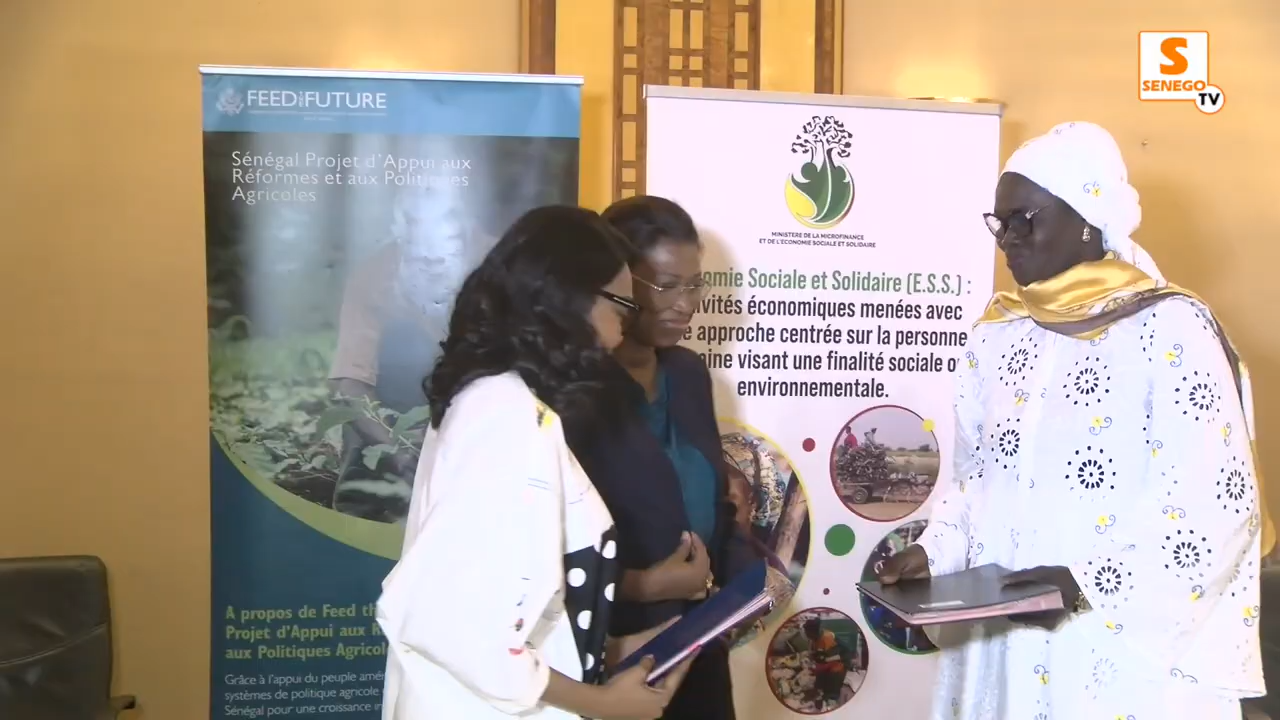 FEED THE FUTURE
Sénégal Projet d'Appui aux
Réformes et aux Politiques
Agricoles
A propos de Feed th
Projet d'Appui aux
aux Politiques Agricol
Grâce à l'appui du peuple amér
systèmes de politique agricole
Sénégal pour une croissance in
MINISTERE DE LA MICROFINANCE
ET DE L'ECONOMIE SOCIALE ET SOLIDAIRE
omie Sociale et Solidaire (E.S.S.) :
vités économiques menées avec
e approche centrée sur la personne
aine visant une finalité sociale o
environnementale.
S
SENEGO
TV